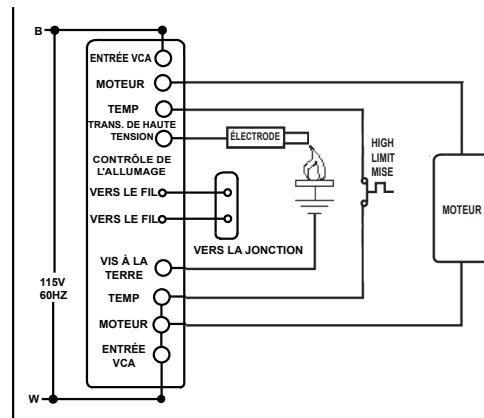 B
ENTRÉE VCA
MOTEUR
TEMP
TRANS. DE HAUTE
TENSION
ÉLECTRODE
HIGH
LIMIT
MISE
CONTRÔLE DE
L'ALLUMAGE
VERS LE FIL
VERS LE FIL
MOTEUR
VERS LA JONCTION
VIS À LA
TERRE
115V
60HZ
TEMP
MOTEUR
ENTRÉE
VCA
W